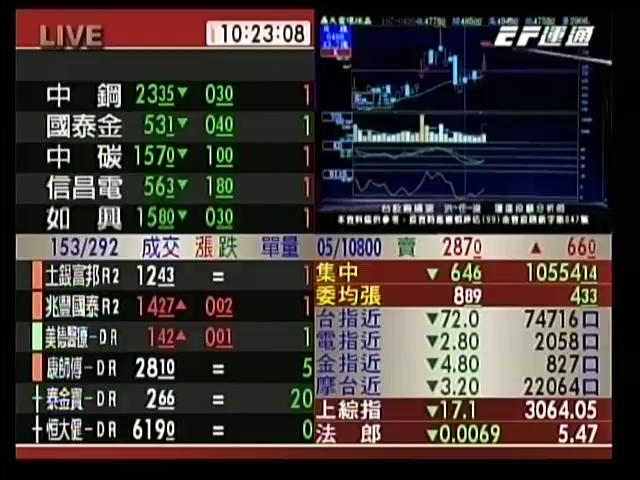 LIVE
10:23:08
EF運通
中鋼 2335▼ 030 1
國泰金 531▼ 040 1
中碳 1570▼ 100 1
信昌電 563▼ 180 1
如興 1580▼ 030 1
153/292 成交 漲跌 單量
土銀富邦R2 1243 = 1
兆豐國泰R2 1427▲ 002 1
-DR 142▲ 001 1
康師傅-DR 2810 = 5
泰金寶-DR 266 = 20
恒大健-DR 6190 = 0
05/10800 賣 2870 ▲ 660
集中 ▼ 646 1055414
委均張 889 433
台指近 ▼72.0 74716口
電指近 ▼2.80 2058口
金指近 ▼4.80 827口
摩台近 ▼3.20 22064口
上綜指 ▼17.1 3064.05
法郎 ▼0.0069 5.47